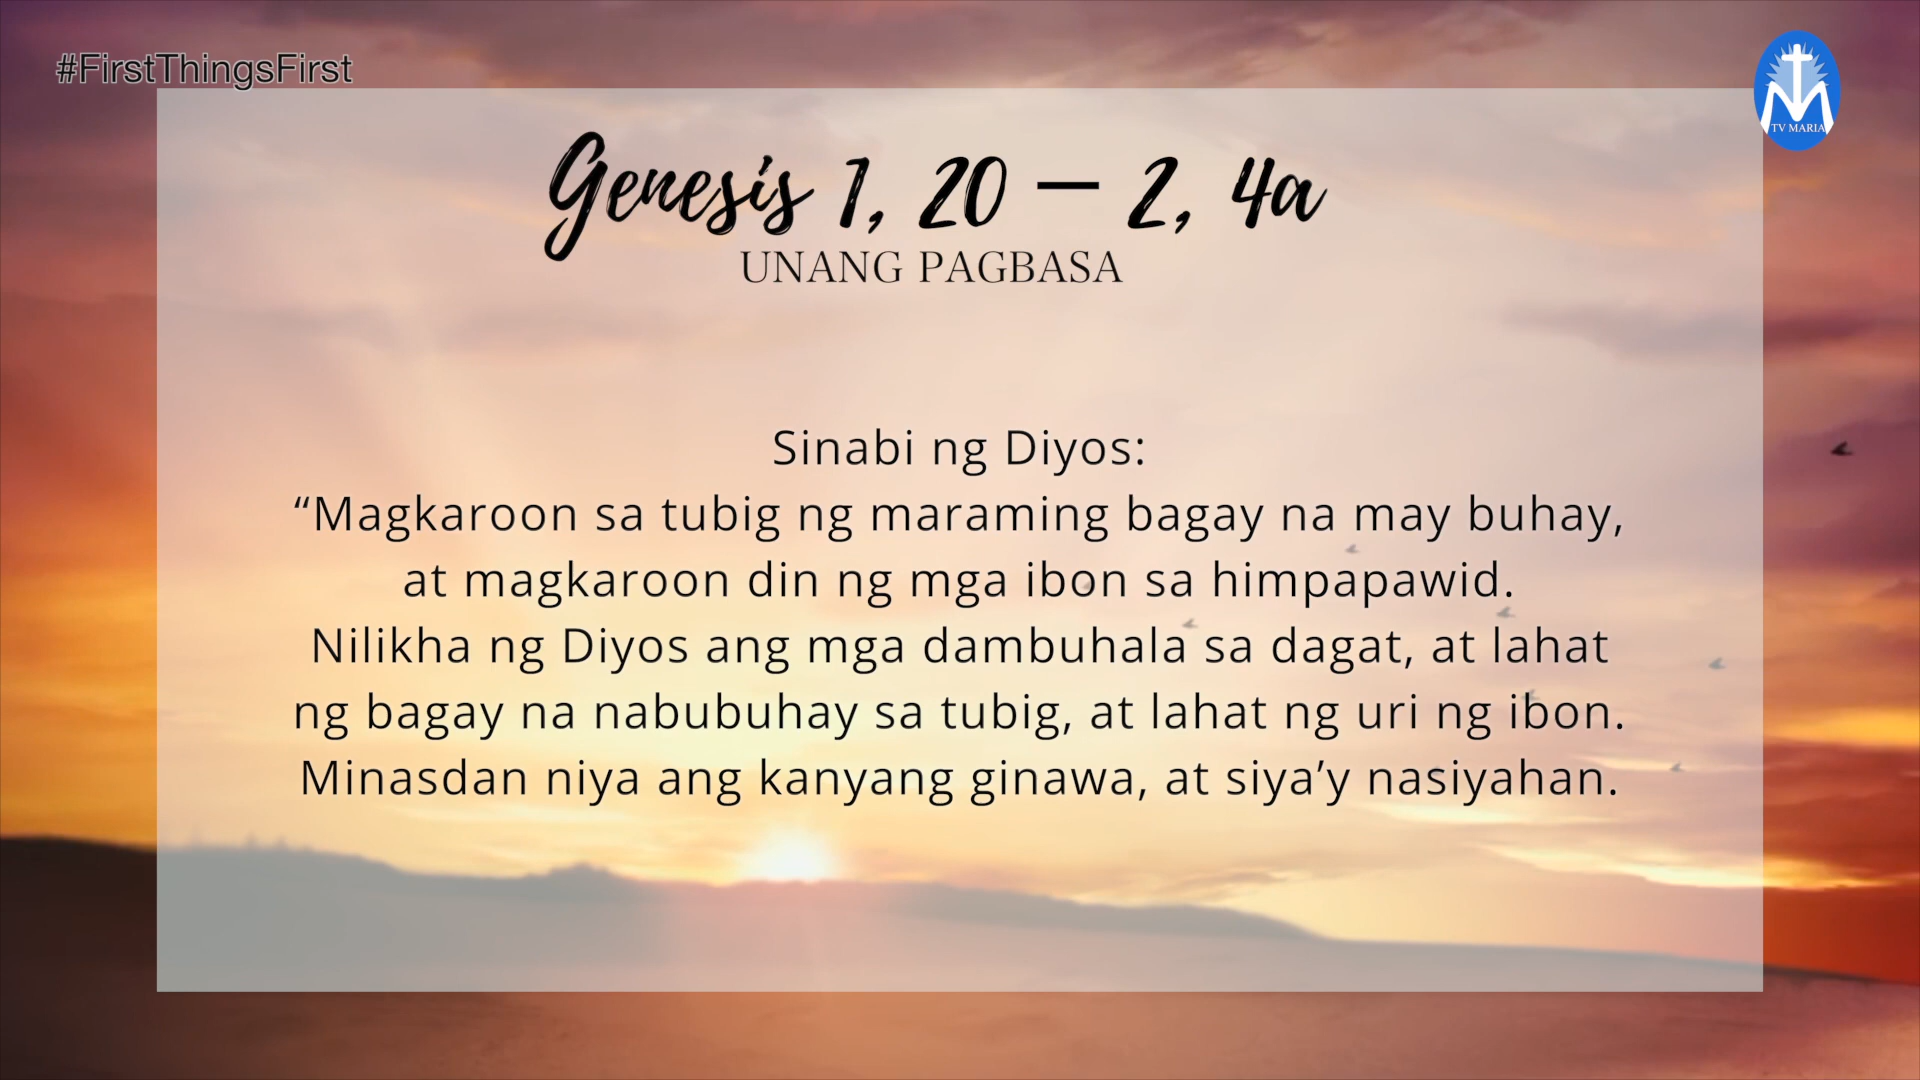 #FirstThingsFirst
TV MARIA
Genesis 1, 20 – 2, 4a
UNANG PAGBASA
Sinabi ng Diyos:
“Magkaroon sa tubig ng maraming bagay na may buhay,
at magkaroon din ng mga ibon sa himpapawid.
Nilikha ng Diyos ang mga dambuhala sa dagat, at lahat
ng bagay na nabubuhay sa tubig, at lahat ng uri ng ibon.
Minasdan niya ang kanyang ginawa, at siya’y nasiyahan.